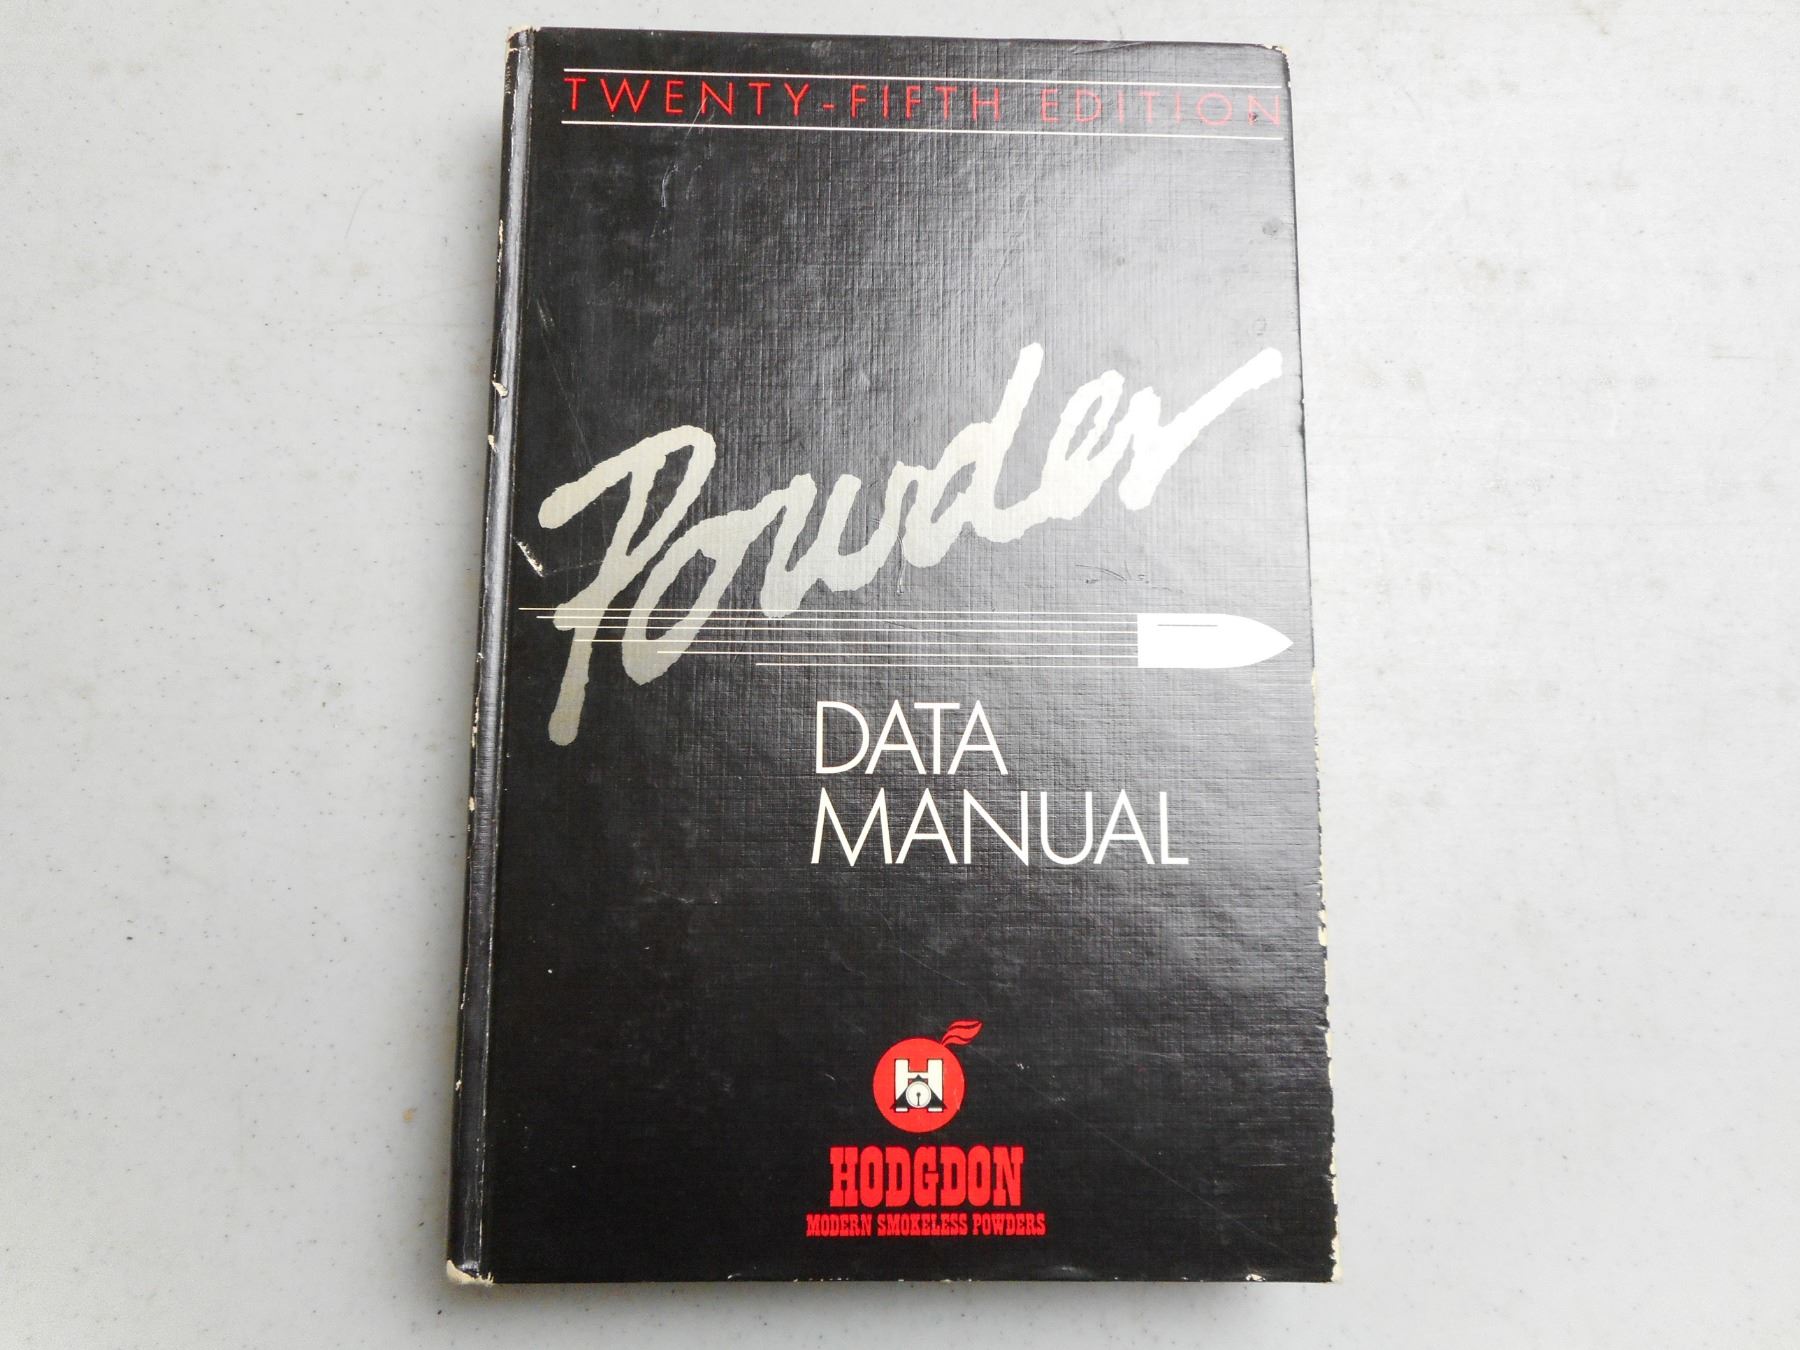 TWENTY-FIFTH EDITION
Powder
DATA
MANUAL
H
HODGDON
MODERN SMOKELESS POWDERS